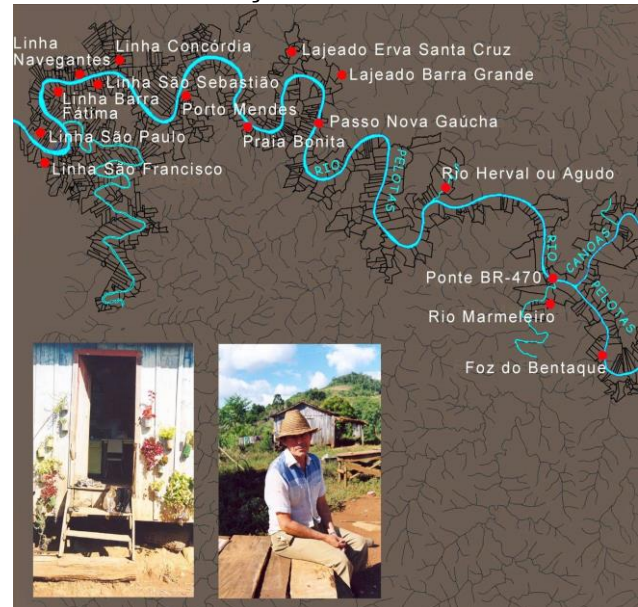 Linha
Navegantes
Linha Concórdia
Linha São Sebastião
Linha Barra
Fátima
Linha São Paulo
Linha São Francisco
Porto Mendes
Praia Bonita
Lajeado Erva Santa Cruz
Lajeado Barra Grande
Passo Nova Gaúcha
RIO
PELOTAS
Rio Herval ou Agudo
RIO
CANOAS
PELOTAS
Ponte BR-470
Rio Marmeleiro
Foz do Bentaque